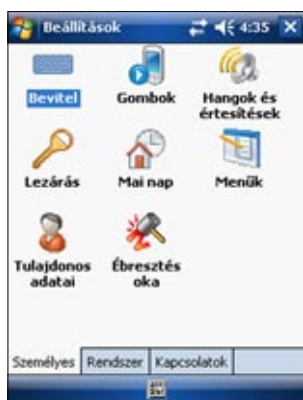 Beállítások 4:35
Bevitel Gombok Hangok és
értesítések
Lezárás Mai nap Menük
Tulajdonos
adatai
Ébresztés
oka
Személyes Rendszer Kapcsolatok